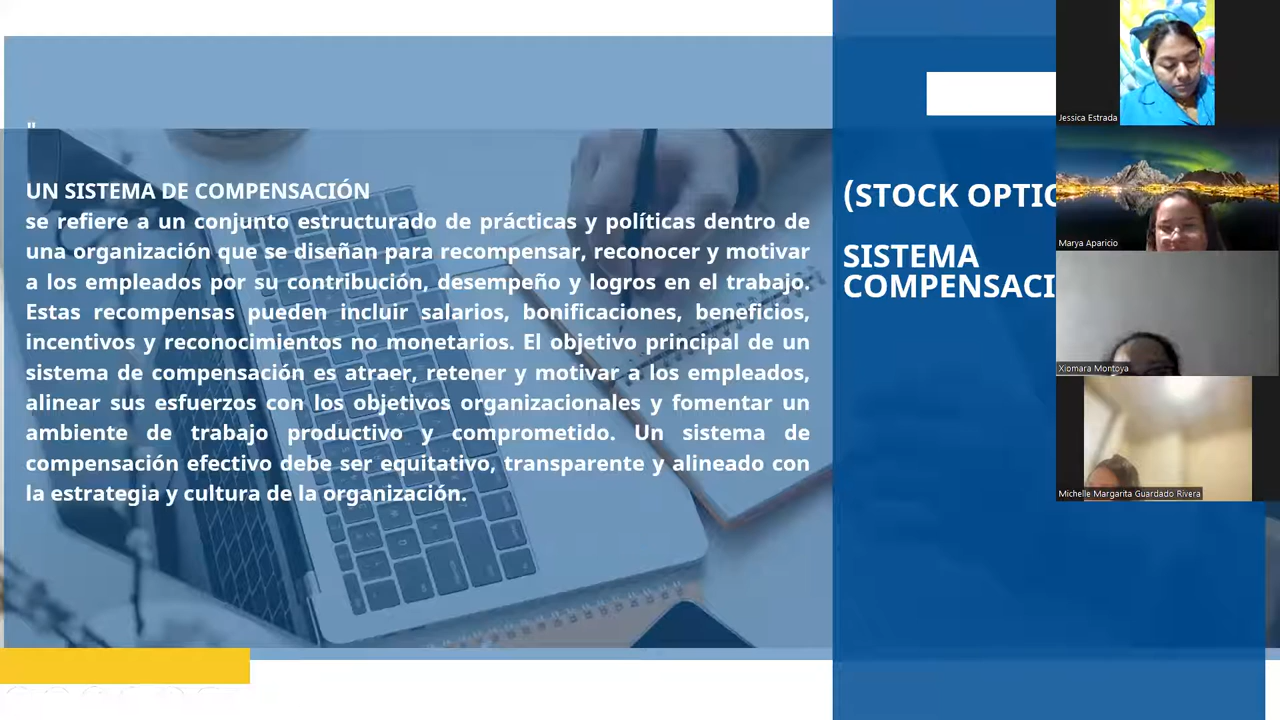 "
UN SISTEMA DE COMPENSACIÓN
se refiere a un conjunto estructurado de prácticas y políticas dentro de
una organización que se diseñan para recompensar, reconocer y motivar
a los empleados por su contribución, desempeño y logros en el trabajo.
Estas recompensas pueden incluir salarios, bonificaciones, beneficios,
incentivos y reconocimientos no monetarios. El objetivo principal de un
sistema de compensación es atraer, retener y motivar a los empleados,
alinear sus esfuerzos con los objetivos organizacionales y fomentar un
ambiente de trabajo productivo y comprometido. Un sistema de
compensación efectivo debe ser equitativo, transparente y alineado con
la estrategia y cultura de la organización.
(STOCK OPTIO
SISTEMA
COMPENSACI
Jessica Estrada
Marya Aparicio
Xiomara Montoya
Michelle Margarita Guardado Rivera